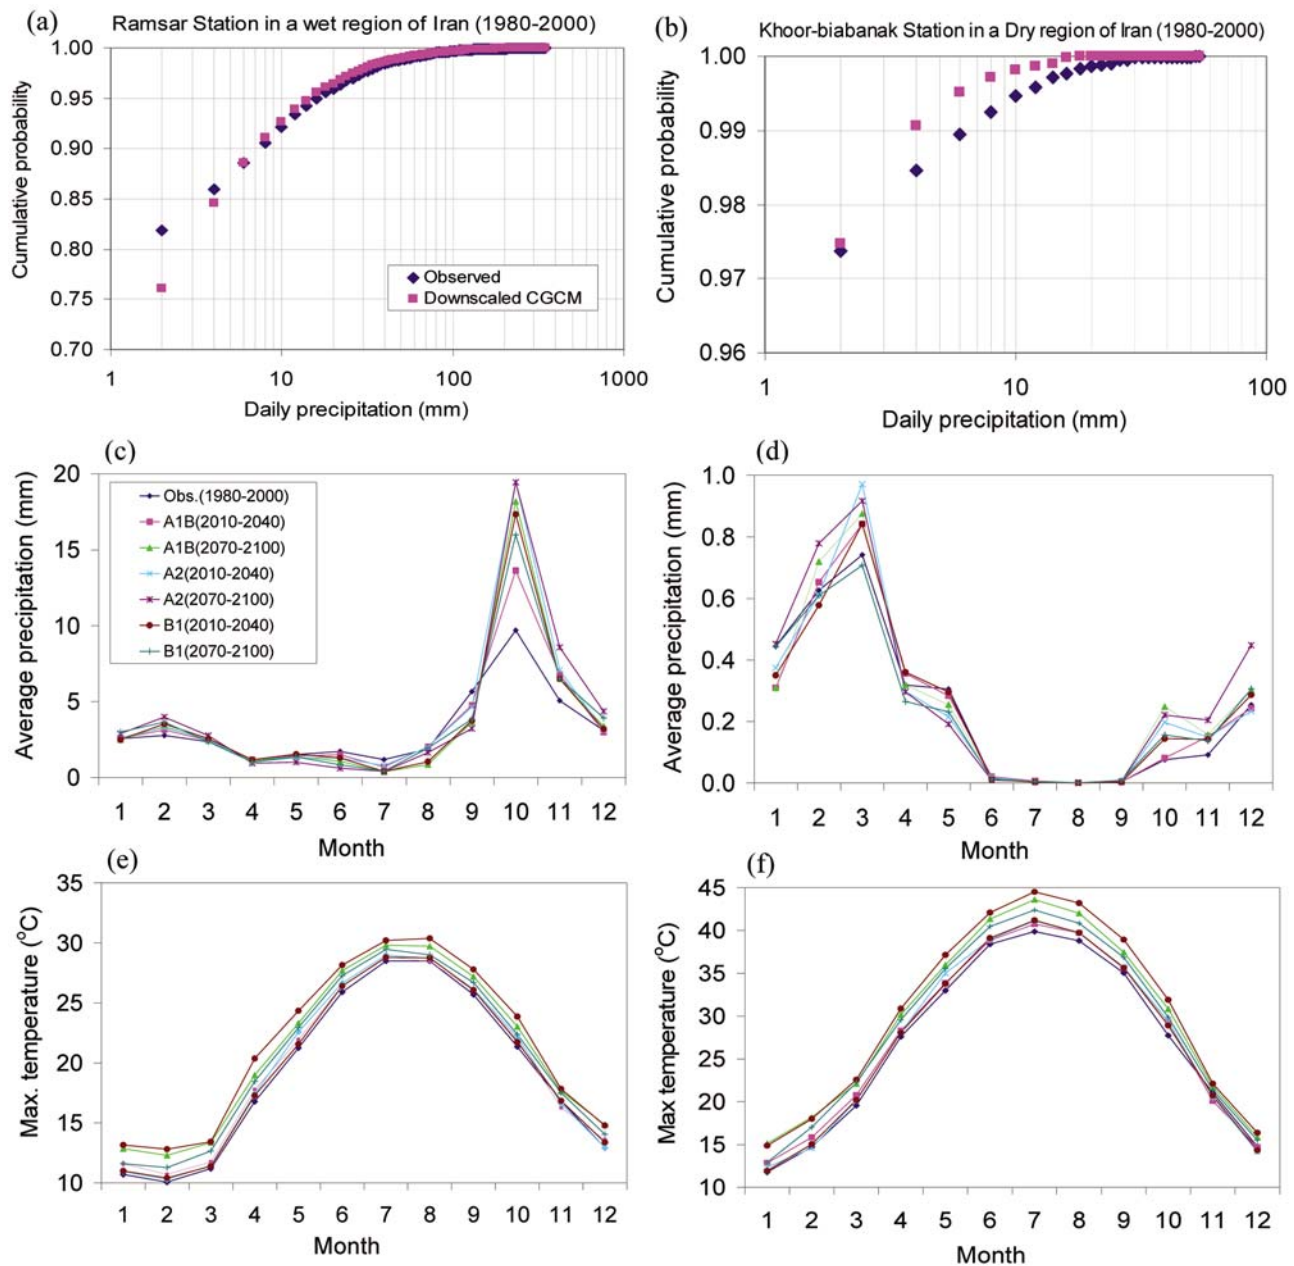 (a) Ramsar Station in a wet region of Iran (1980-2000)
1.00
0.95
0.90
0.85
0.80
0.75
0.70
Cumulative probability
Observed
Downscaled CGCM
1 10 100 1000
Daily precipitation (mm)
(b) Khoor-biabanak Station in a Dry region of Iran (1980-2000)
1.00
0.99
0.98
0.97
0.96
Cumulative probability
1 10 100
Daily precipitation (mm)
(c)
20
15
10
5
0
Average precipitation (mm)
Obs.(1980-2000)
A1B(2010-2040)
A1B(2070-2100)
A2(2010-2040)
A2(2070-2100)
B1(2010-2040)
B1(2070-2100)
1 2 3 4 5 6 7 8 9 10 11 12
Month
(d)
1.0
0.8
0.6
0.4
0.2
0.0
Average precipitation (mm)
1 2 3 4 5 6 7 8 9 10 11 12
Month
(e)
35
30
25
20
15
10
Max. temperature (°C)
1 2 3 4 5 6 7 8 9 10 11 12
Month
(f)
45
40
35
30
25
20
15
10
Max temperature (°C)
1 2 3 4 5 6 7 8 9 10 11 12
Month